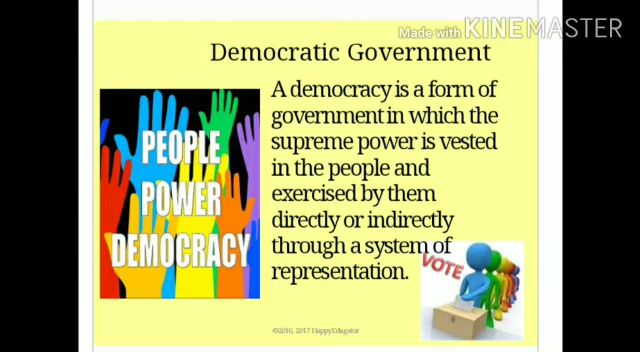 Made with KINEMASTER
Democratic Government
A democracy is a form of
government in which the
supreme power is vested
in the people and
exercised by them
directly or indirectly
through a system of
representation.
PEOPLE
POWER
DEMOCRACY
VOTE
©2016, 2017 HappyEdugator